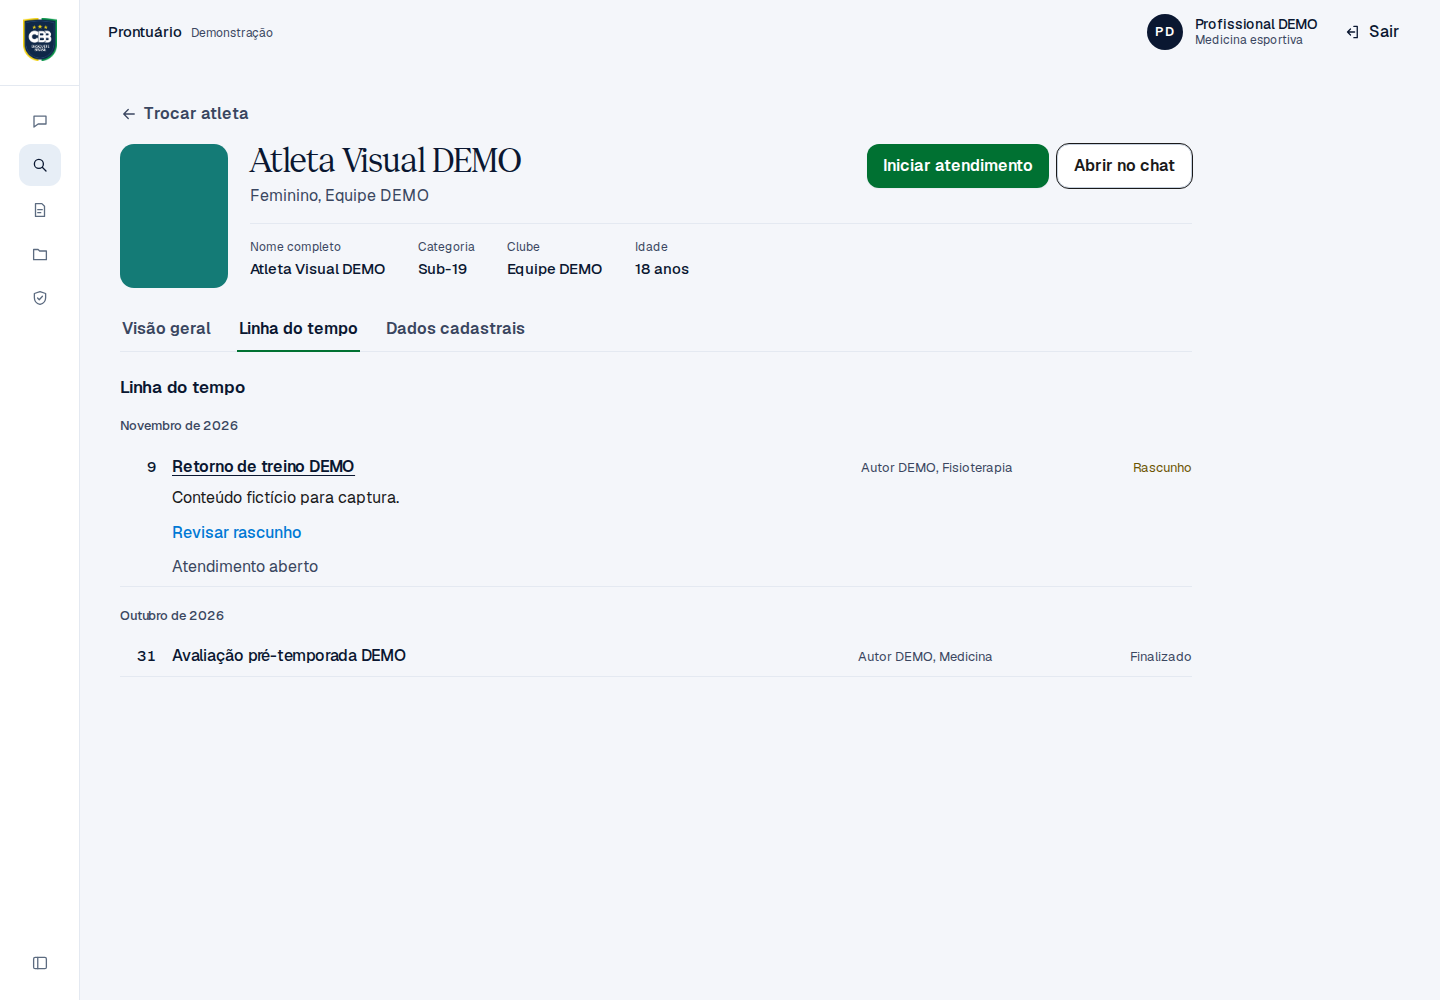 CBB
Prontuário Demonstração
PD
Profissional DEMO
Medicina esportiva
Sair
Trocar atleta
Atleta Visual DEMO
Feminino, Equipe DEMO
Iniciar atendimento
Abrir no chat
Nome completo
Atleta Visual DEMO
Categoria
Sub-19
Clube
Equipe DEMO
Idade
18 anos
Visão geral
Linha do tempo
Dados cadastrais
Linha do tempo
Novembro de 2026
9 Retorno de treino DEMO Autor DEMO, Fisioterapia Rascunho
Conteúdo fictício para captura.
Revisar rascunho
Atendimento aberto
Outubro de 2026
31 Avaliação pré-temporada DEMO Autor DEMO, Medicina Finalizado